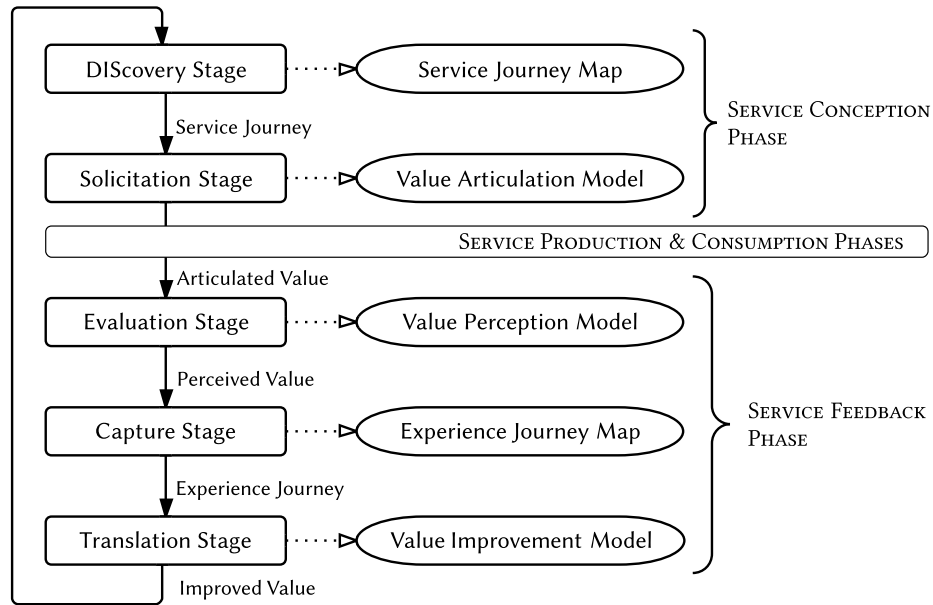 DIScovery Stage
Service Journey Map
SERVICE CONCEPTION
PHASE
Service Journey
Solicitation Stage
Value Articulation Model
SERVICE PRODUCTION & CONSUMPTION PHASES
Articulated Value
Evaluation Stage
Value Perception Model
Perceived Value
SERVICE FEEDBACK
PHASE
Capture Stage
Experience Journey Map
Experience Journey
Translation Stage
Value Improvement Model
Improved Value